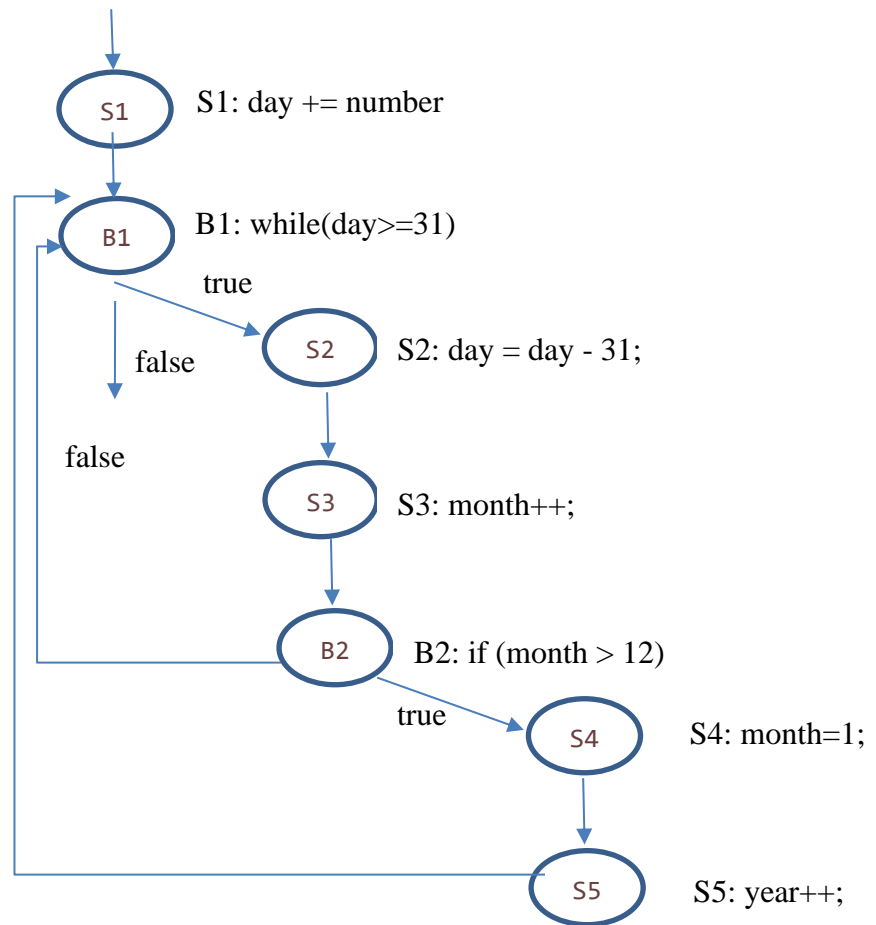 S1
S1: day += number
B1
B1: while(day>=31)
true
S2
S2: day = day - 31;
false
false
S3
S3: month++;
B2
B2: if (month > 12)
true
S4
S4: month=1;
S5
S5: year++;